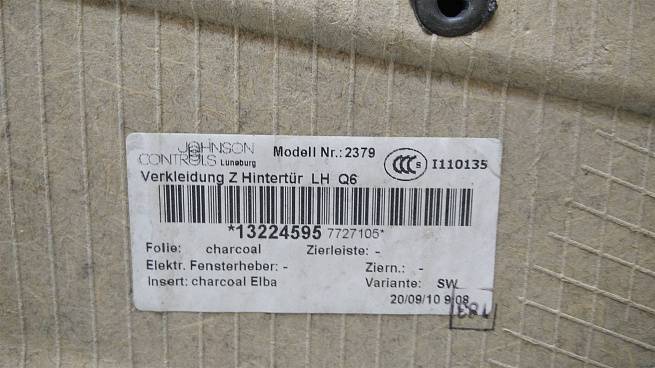 JOHNSON
CONTROLS Lüneburg
Modell Nr.:2379
CCC S I110135
Verkleidung Z Hintertür LH Q6
*13224595 7727105*
Folie: charcoal Zierleiste: -
Elektr. Fensterheber: - Ziern.: -
Insert: charcoal Elba Variante: SW
20/09/10 9:08